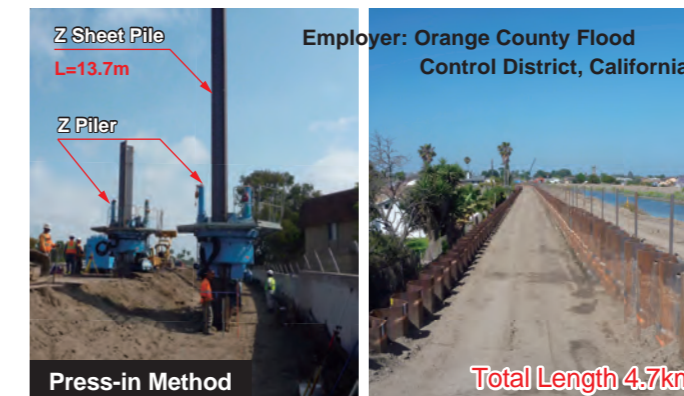 Z Sheet Pile
L=13.7m
Z Piler
Press-in Method
Employer: Orange County Flood
Control District, California
Total Length 4.7km